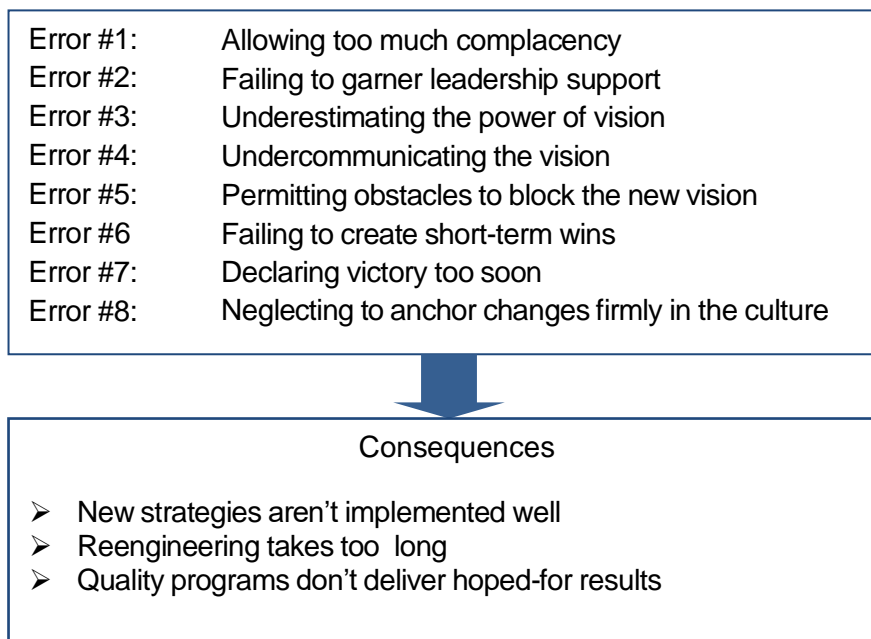 Error #1: Allowing too much complacency
Error #2: Failing to garner leadership support
Error #3: Underestimating the power of vision
Error #4: Undercommunicating the vision
Error #5: Permitting obstacles to block the new vision
Error #6 Failing to create short-term wins
Error #7: Declaring victory too soon
Error #8: Neglecting to anchor changes firmly in the culture
Consequences
➢ New strategies aren’t implemented well
➢ Reengineering takes too long
➢ Quality programs don’t deliver hoped-for results